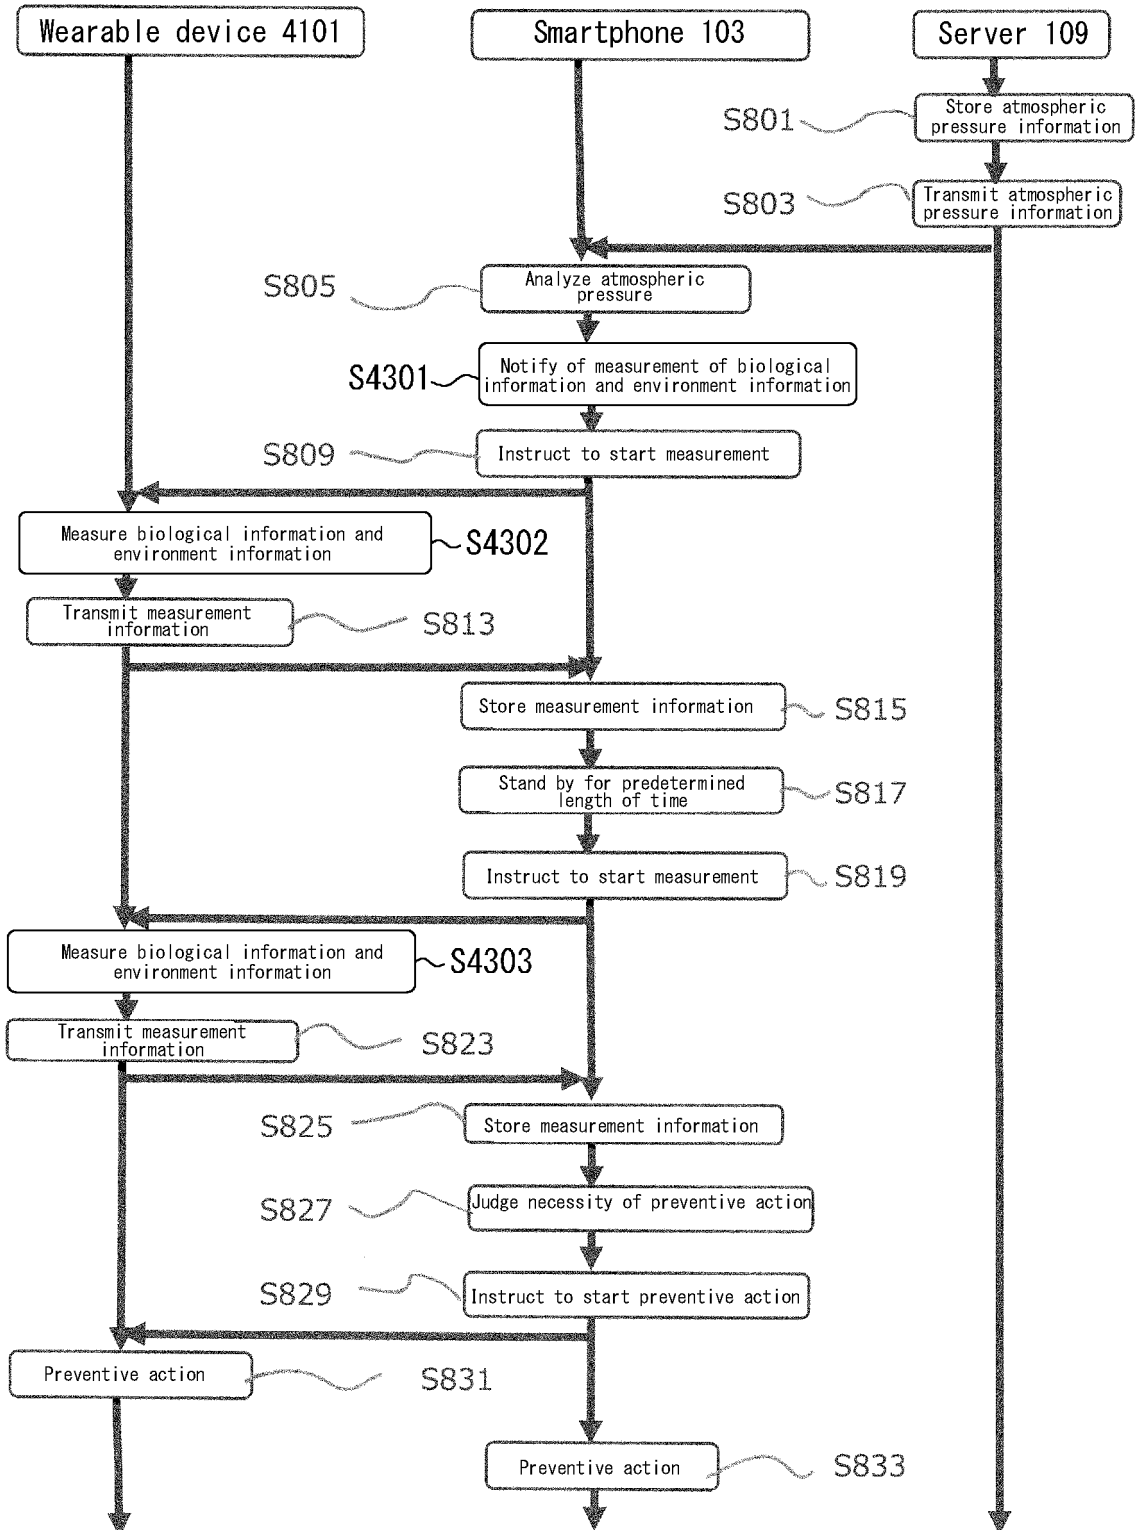 Wearable device 4101
Smartphone 103
Server 109
S801
Store atmospheric
pressure information
S803
Transmit atmospheric
pressure information
S805
Analyze atmospheric
pressure
S4301
Notify of measurement of biological
information and environment information
S809
Instruct to start measurement
Measure biological information and
environment information
S4302
Transmit measurement
information
S813
Store measurement information
S815
Stand by for predetermined
length of time
S817
Instruct to start measurement
S819
Measure biological information and
environment information
S4303
Transmit measurement
information
S823
S825
Store measurement information
S827
Judge necessity of preventive action
S829
Instruct to start preventive action
Preventive action
S831
Preventive action
S833